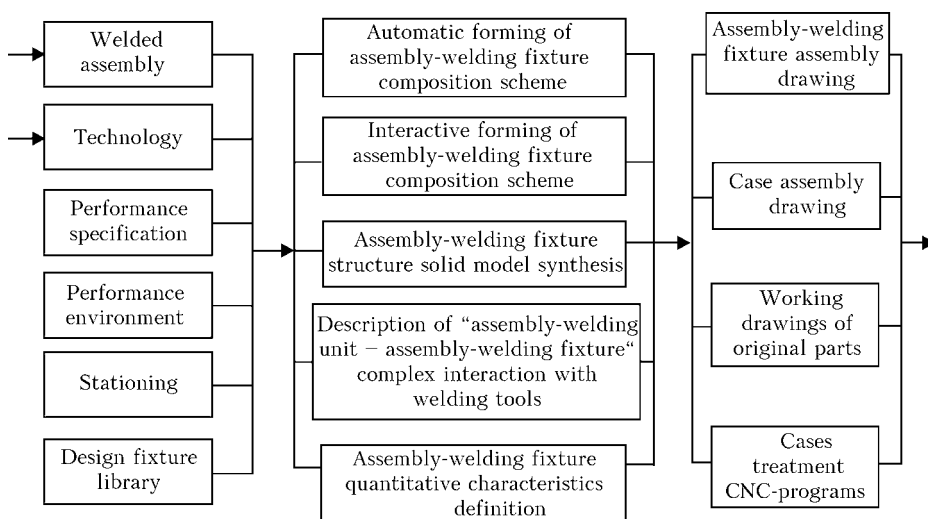 Welded
assembly
Technology
Performance
specification
Performance
environment
Stationing
Design fixture
library
Automatic forming of
assembly-welding fixture
composition scheme
Interactive forming of
assembly-welding fixture
composition scheme
Assembly-welding fixture
structure solid model synthesis
Description of “assembly-welding
unit – assembly-welding fixture“
complex interaction with
welding tools
Assembly-welding fixture
quantitative characteristics
definition
Assembly-welding
fixture assembly
drawing
Case assembly
drawing
Working
drawings of
original parts
Cases
treatment
CNC-programs